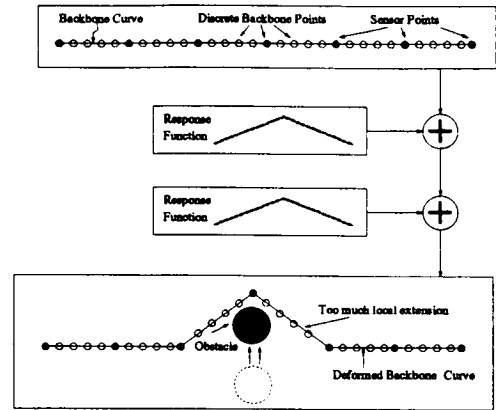 Backbone Curve
Discrete Backbone Points
Sensor Points
Response
Function
Response
Function
Too much local extension
Obstacle
Deformed Backbone Curve